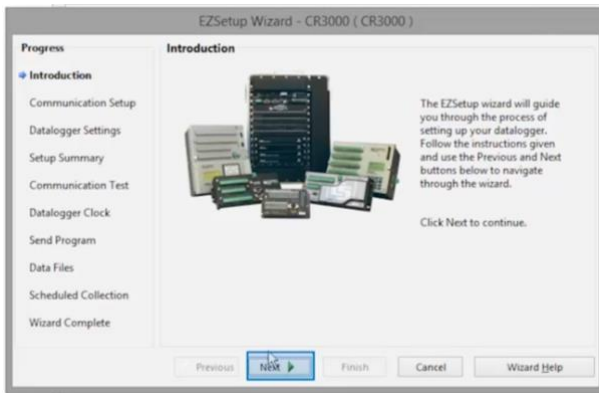 EZSetup Wizard - CR3000 ( CR3000 )
Progress
Introduction
Communication Setup
Datalogger Settings
Setup Summary
Communication Test
Datalogger Clock
Send Program
Data Files
Scheduled Collection
Wizard Complete
Introduction
The EZSetup wizard will guide
you through the process of
setting up your datalogger.
Follow the instructions given
and use the Previous and Next
buttons below to navigate
through the wizard.
Click Next to continue.
Previous Next Finish Cancel Wizard Help